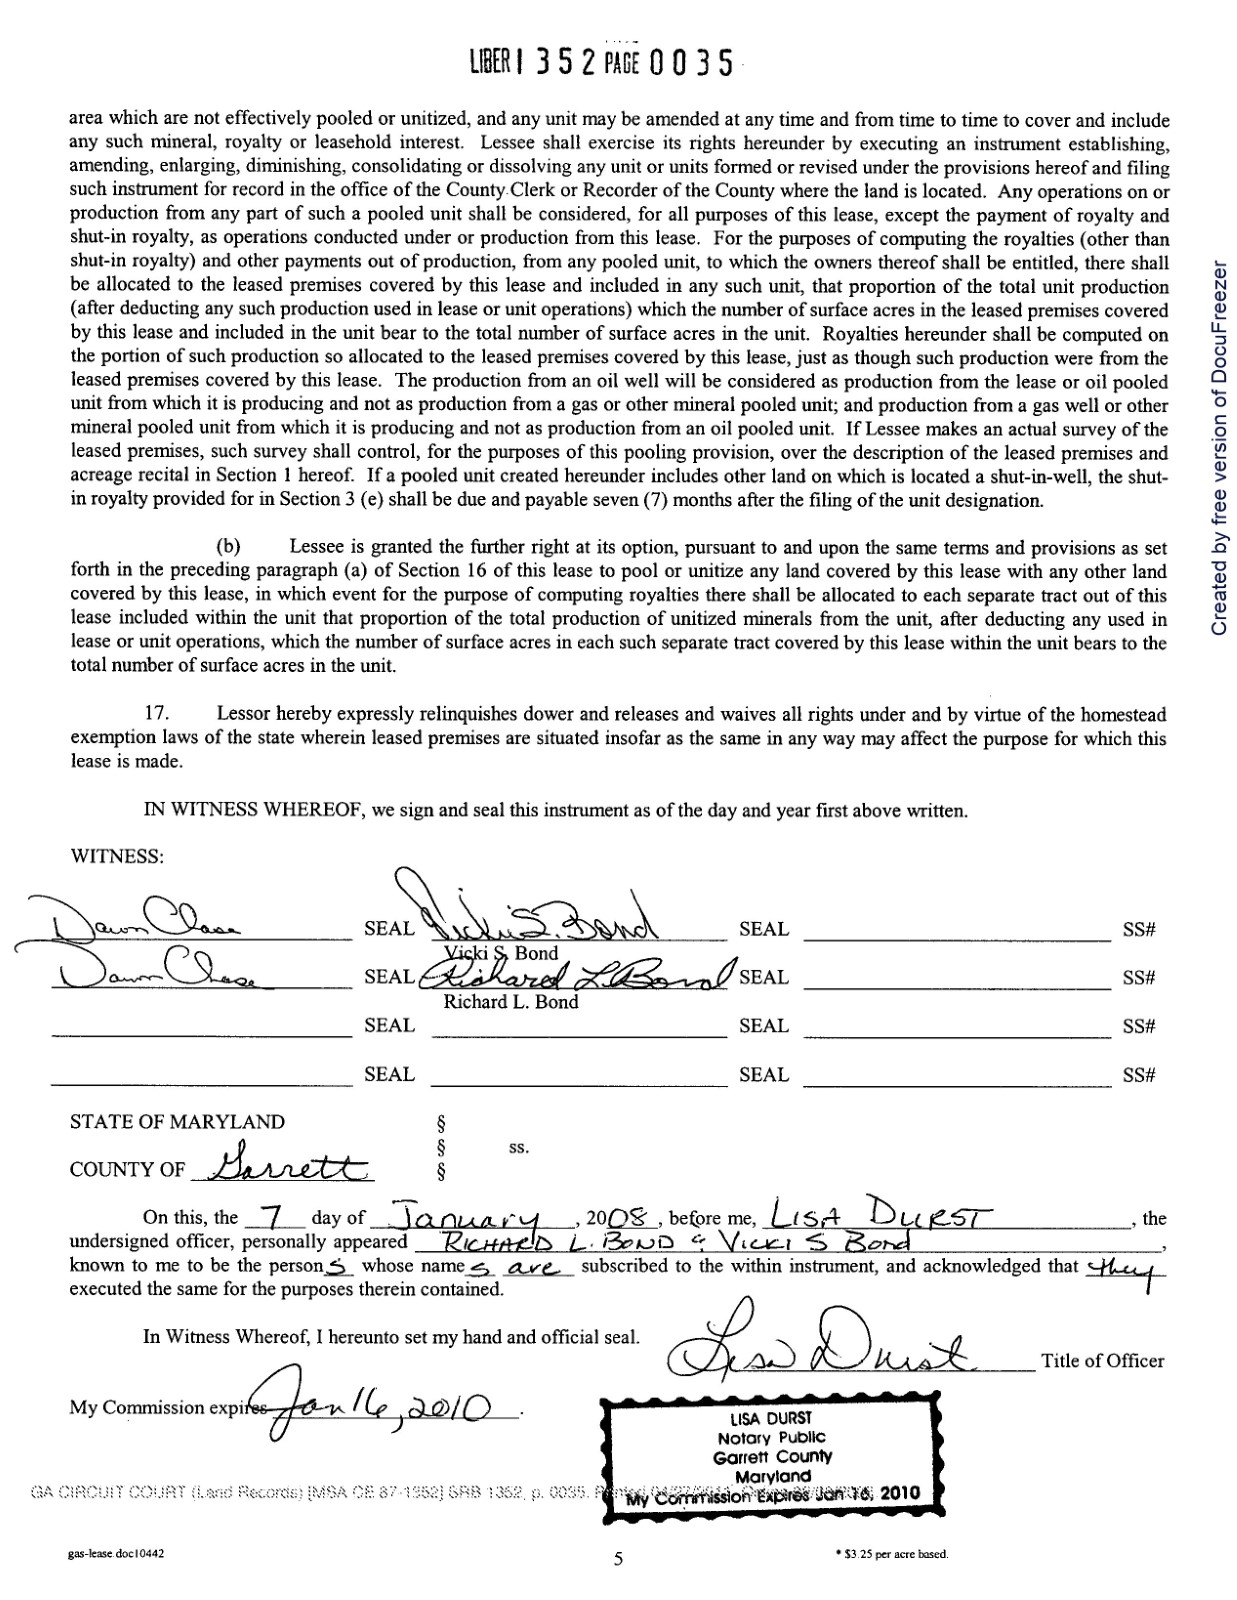 LIBER 1 3 5 2 PAGE 0 0 3 5
area which are not effectively pooled or unitized, and any unit may be amended at any time and from time to time to cover and include
any such mineral, royalty or leasehold interest. Lessee shall exercise its rights hereunder by executing an instrument establishing,
amending, enlarging, diminishing, consolidating or dissolving any unit or units formed or revised under the provisions hereof and filing
such instrument for record in the office of the County Clerk or Recorder of the County where the land is located. Any operations on or
production from any part of such a pooled unit shall be considered, for all purposes of this lease, except the payment of royalty and
shut-in royalty, as operations conducted under or production from this lease. For the purposes of computing the royalties (other than
shut-in royalty) and other payments out of production, from any pooled unit, to which the owners thereof shall be entitled, there shall
be allocated to the leased premises covered by this lease and included in any such unit, that proportion of the total unit production
(after deducting any such production used in lease or unit operations) which the number of surface acres in the leased premises covered
by this lease and included in the unit bear to the total number of surface acres in the unit. Royalties hereunder shall be computed on
the portion of such production so allocated to the leased premises covered by this lease, just as though such production were from the
leased premises covered by this lease. The production from an oil well will be considered as production from the lease or oil pooled
unit from which it is producing and not as production from a gas or other mineral pooled unit; and production from a gas well or other
mineral pooled unit from which it is producing and not as production from an oil pooled unit. If Lessee makes an actual survey of the
leased premises, such survey shall control, for the purposes of this pooling provision, over the description of the leased premises and
acreage recital in Section 1 hereof. If a pooled unit created hereunder includes other land on which is located a shut-in-well, the shut-
in royalty provided for in Section 3 (e) shall be due and payable seven (7) months after the filing of the unit designation.
(b) Lessee is granted the further right at its option, pursuant to and upon the same terms and provisions as set
forth in the preceding paragraph (a) of Section 16 of this lease to pool or unitize any land covered by this lease with any other land
covered by this lease, in which event for the purpose of computing royalties there shall be allocated to each separate tract out of this
lease included within the unit that proportion of the total production of unitized minerals from the unit, after deducting any used in
lease or unit operations, which the number of surface acres in each such separate tract covered by this lease within the unit bears to the
total number of surface acres in the unit.
17. Lessor hereby expressly relinquishes dower and releases and waives all rights under and by virtue of the homestead
exemption laws of the state wherein leased premises are situated insofar as the same in any way may affect the purpose for which this
lease is made.
IN WITNESS WHEREOF, we sign and seal this instrument as of the day and year first above written.
WITNESS:
Dawn Chase SEAL Vicki S. Bond SEAL SS#
Vicki S. Bond
Dawn Chase SEAL Richard L. Bond SEAL SS#
Richard L. Bond
SEAL SEAL SS#
SEAL SEAL SS#
STATE OF MARYLAND §
§ ss.
COUNTY OF Garrett §
On this, the 7 day of January, 2008, before me, LISA DURST, the
undersigned officer, personally appeared RICHARD L. BOND & VICKI S BOND,
known to me to be the persons whose names are subscribed to the within instrument, and acknowledged that they
executed the same for the purposes therein contained.
In Witness Whereof, I hereunto set my hand and official seal.
Lisa Durst Title of Officer
My Commission expires Jan 16, 2010.
LISA DURST
Notary Public
Garrett County
Maryland
My Commission Expires Jan 16, 2010
GA CIRCUIT COURT (Land Records) [MSA CE 87-1352] SRB 1352, p. 0035.
gas-lease.doc10442
5
* $3.25 per acre based.
Created by free version of DocuFreezer